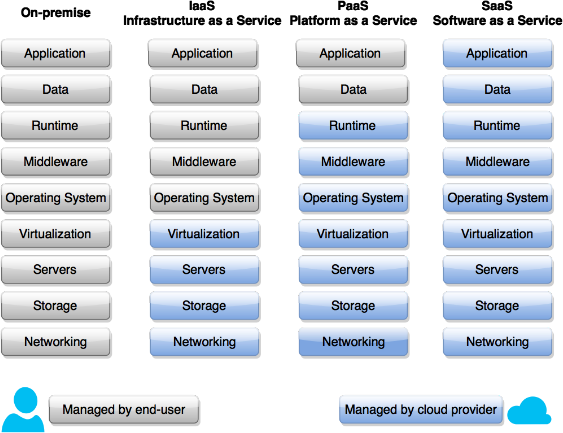 On-premise
IaaS
Infrastructure as a Service
PaaS
Platform as a Service
SaaS
Software as a Service
Application
Application
Application
Application
Data
Data
Data
Data
Runtime
Runtime
Runtime
Runtime
Middleware
Middleware
Middleware
Middleware
Operating System
Operating System
Operating System
Operating System
Virtualization
Virtualization
Virtualization
Virtualization
Servers
Servers
Servers
Servers
Storage
Storage
Storage
Storage
Networking
Networking
Networking
Networking
Managed by end-user
Managed by cloud provider